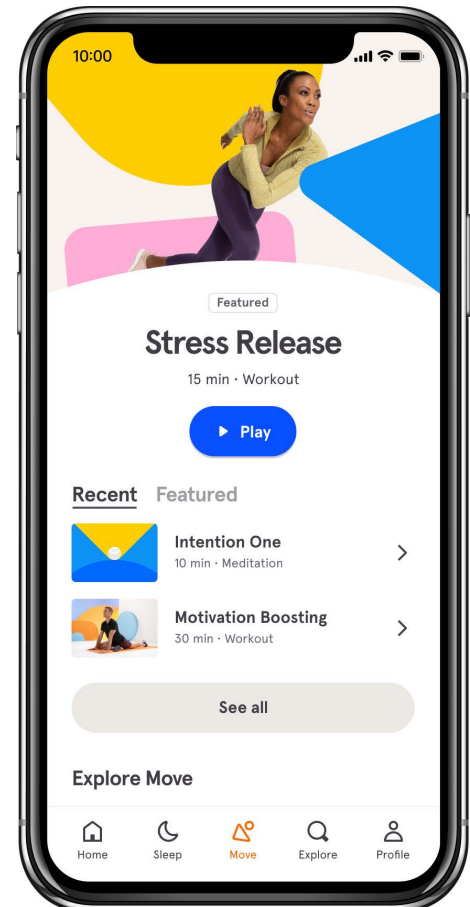 10:00
Featured
Stress Release
15 min · Workout
Play
Recent Featured
Intention One
10 min · Meditation
Motivation Boosting
30 min · Workout
See all
Explore Move
Home Sleep Move Explore Profile